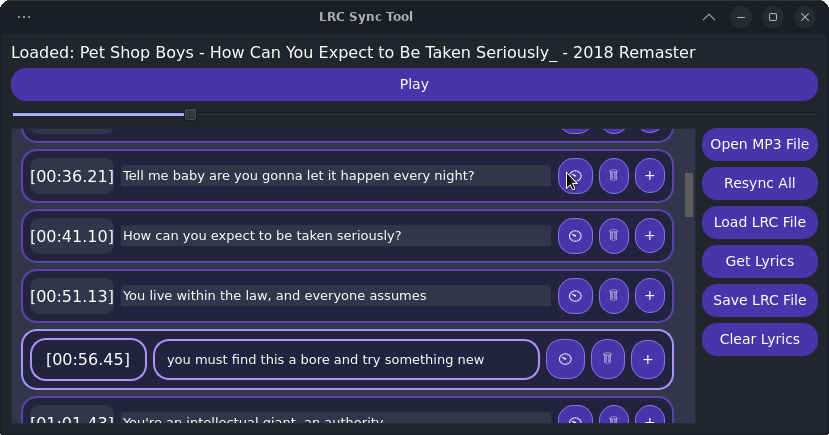 LRC Sync Tool
Loaded: Pet Shop Boys - How Can You Expect to Be Taken Seriously_ - 2018 Remaster
Play
[00:36.21] Tell me baby are you gonna let it happen every night? +
[00:41.10] How can you expect to be taken seriously? +
[00:51.13] You live within the law, and everyone assumes +
[00:56.45] you must find this a bore and try something new +
[01:01.43] You're an intellectual giant, an authority
Open MP3 File
Resync All
Load LRC File
Get Lyrics
Save LRC File
Clear Lyrics